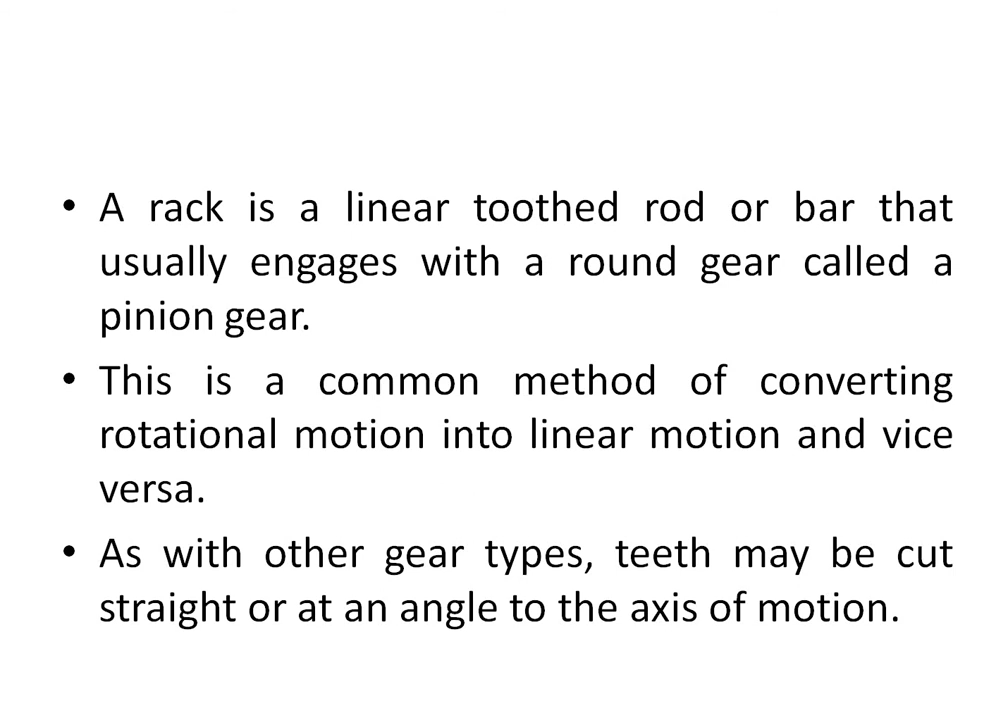 • A rack is a linear toothed rod or bar that
usually engages with a round gear called a
pinion gear.
• This is a common method of converting
rotational motion into linear motion and vice
versa.
• As with other gear types, teeth may be cut
straight or at an angle to the axis of motion.